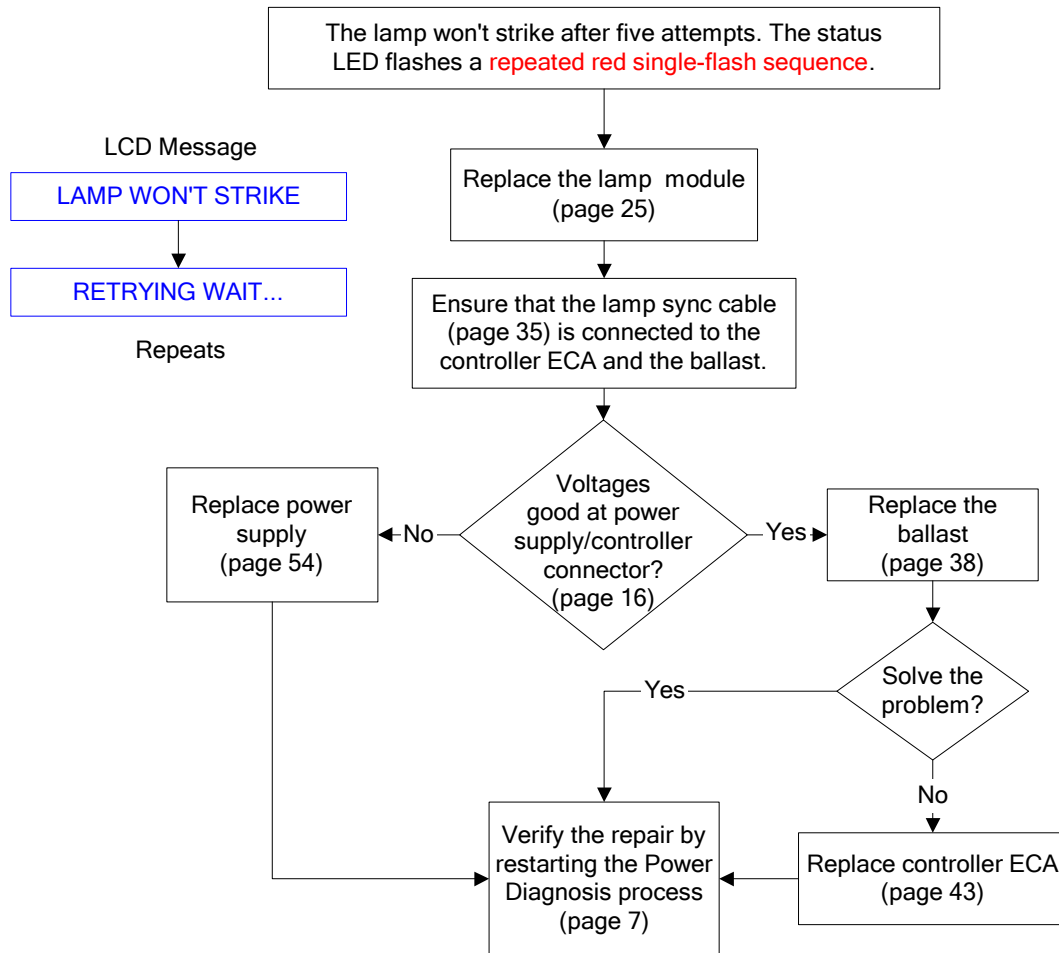 The lamp won't strike after five attempts. The status
LED flashes a repeated red single-flash sequence.
LCD Message
LAMP WON'T STRIKE
RETRYING WAIT...
Repeats
Replace the lamp module
(page 25)
Ensure that the lamp sync cable
(page 35) is connected to the
controller ECA and the ballast.
Voltages
good at power
supply/controller
connector?
(page 16)
No
Replace power
supply
(page 54)
Yes
Replace the
ballast
(page 38)
Solve the
problem?
Yes
No
Replace controller ECA
(page 43)
Verify the repair by
restarting the Power
Diagnosis process
(page 7)